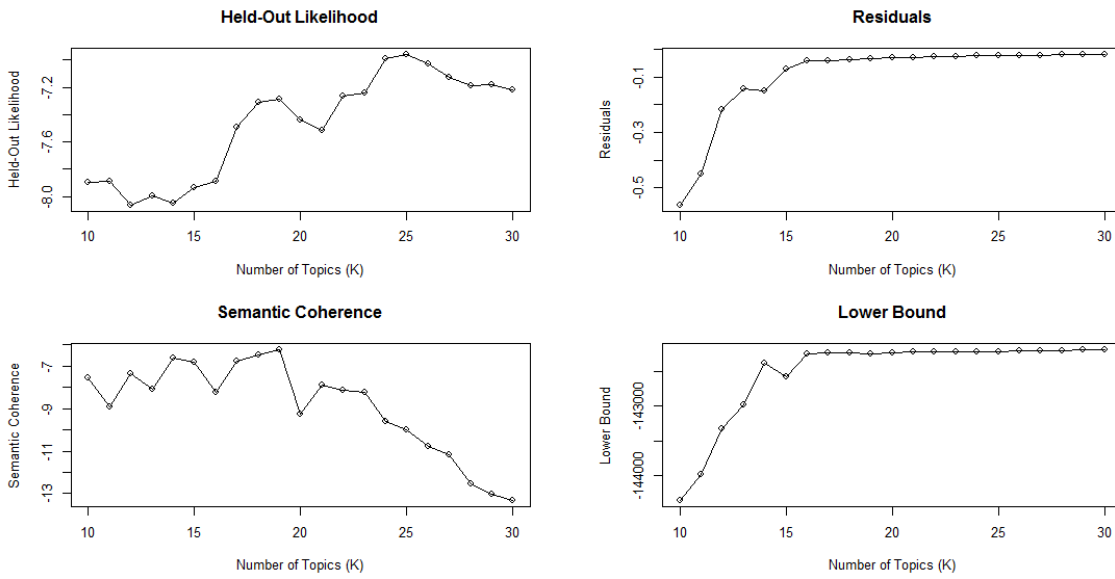 Held-Out Likelihood
Held-Out Likelihood
-7.2
-7.6
-8.0
10 15 20 25 30
Number of Topics (K)
Residuals
Residuals
-0.1
-0.3
-0.5
10 15 20 25 30
Number of Topics (K)
Semantic Coherence
Semantic Coherence
-7
-9
-11
-13
10 15 20 25 30
Number of Topics (K)
Lower Bound
Lower Bound
-143000
-144000
10 15 20 25 30
Number of Topics (K)